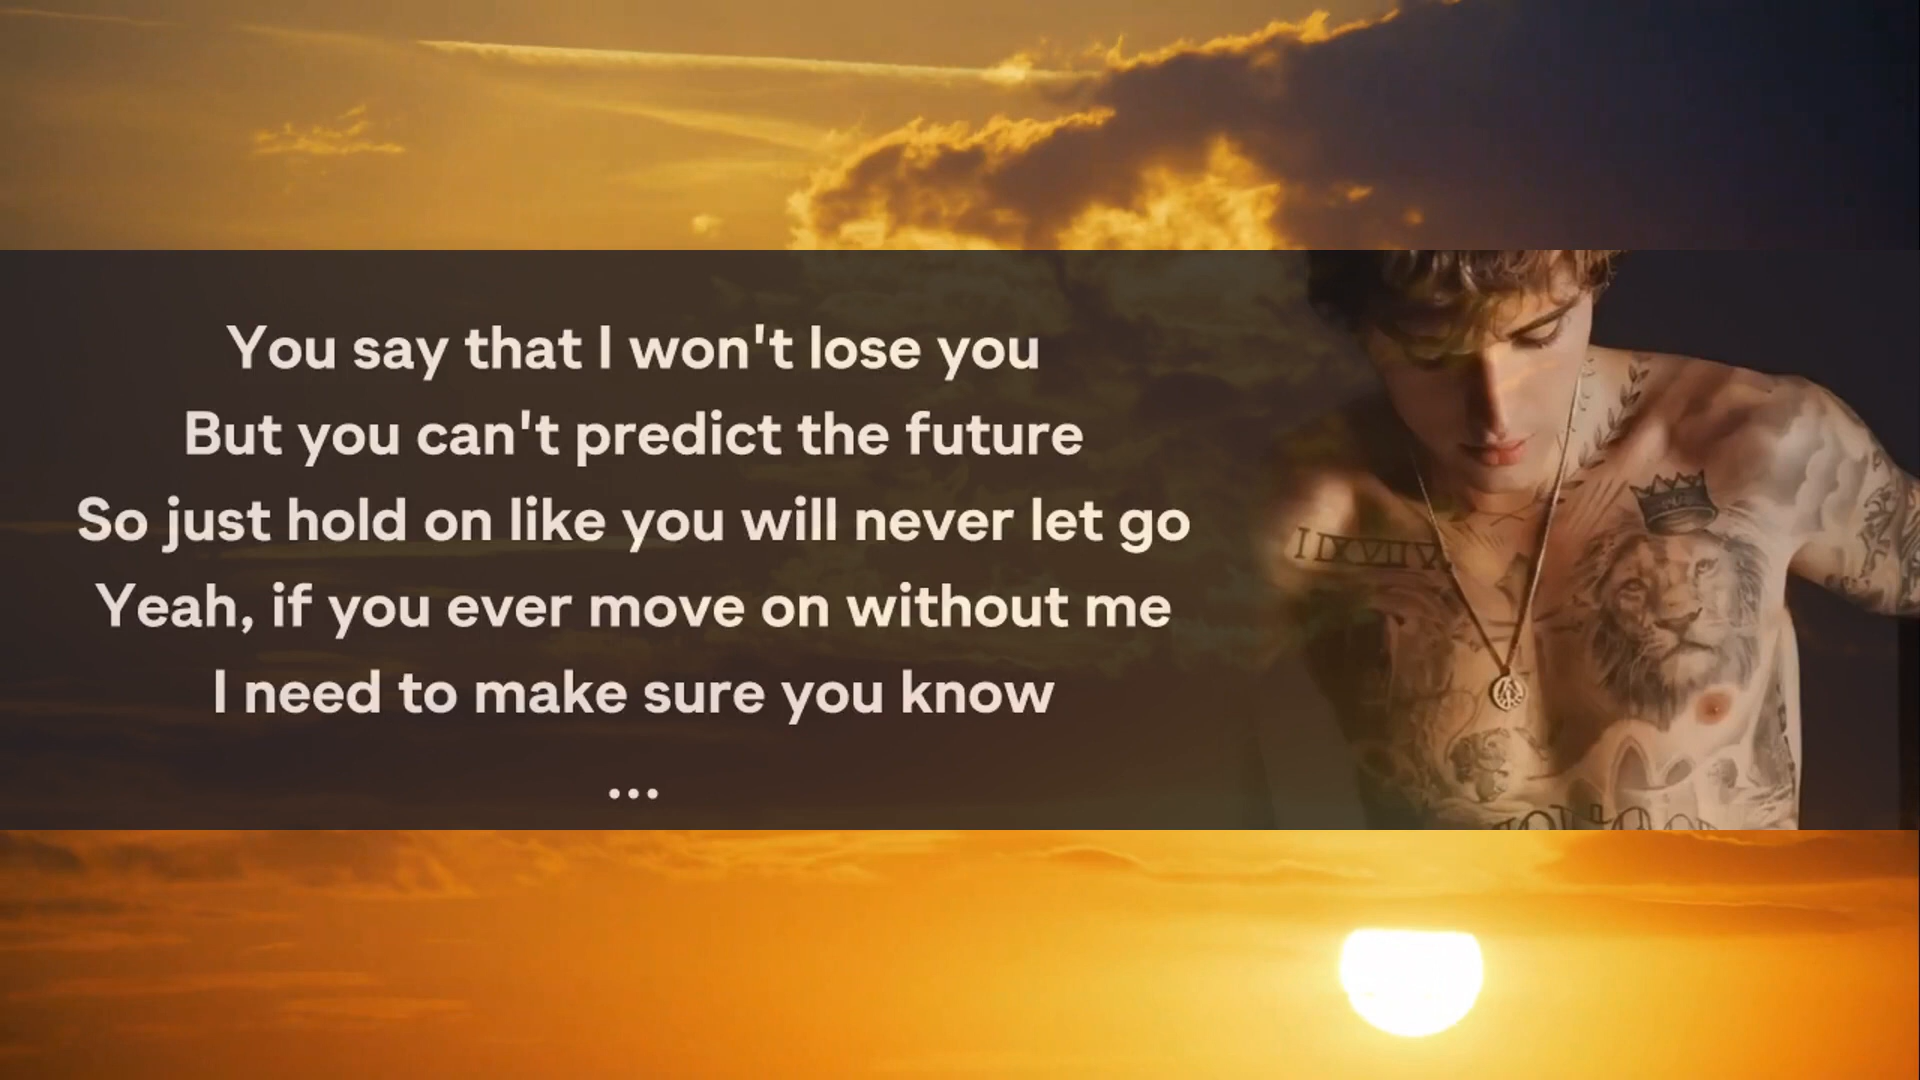 You say that I won't lose you
But you can't predict the future
So just hold on like you will never let go
Yeah, if you ever move on without me
I need to make sure you know
...